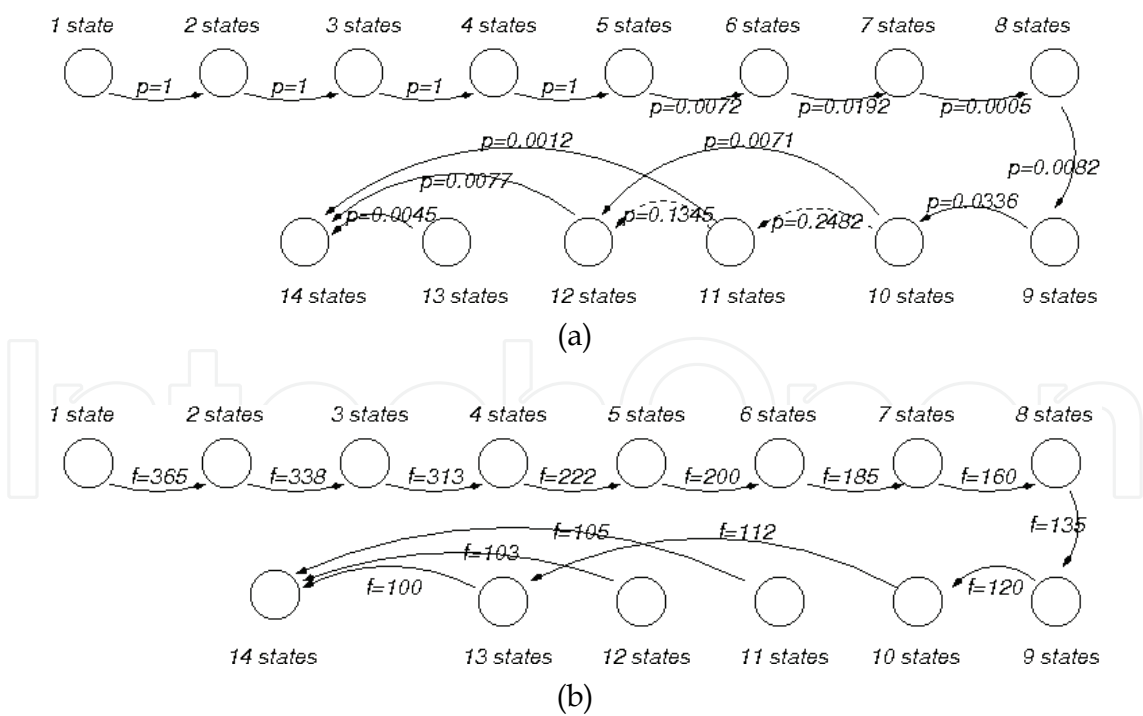 1 state 2 states 3 states 4 states 5 states 6 states 7 states 8 states
p=1 p=1 p=1 p=1 p=0.0072 p=0.0192 p=0.0005
p=0.0012 p=0.0071
p=0.0077 p=0.0082
p=0.0045 p=0.1345 p=0.2482 p=0.0336
14 states 13 states 12 states 11 states 10 states 9 states
(a)
IntechOpen
1 state 2 states 3 states 4 states 5 states 6 states 7 states 8 states
f=365 f=338 f=313 f=222 f=200 f=185 f=160
f=105 f=112 f=135
f=103
f=100 f=120
14 states 13 states 12 states 11 states 10 states 9 states
(b)